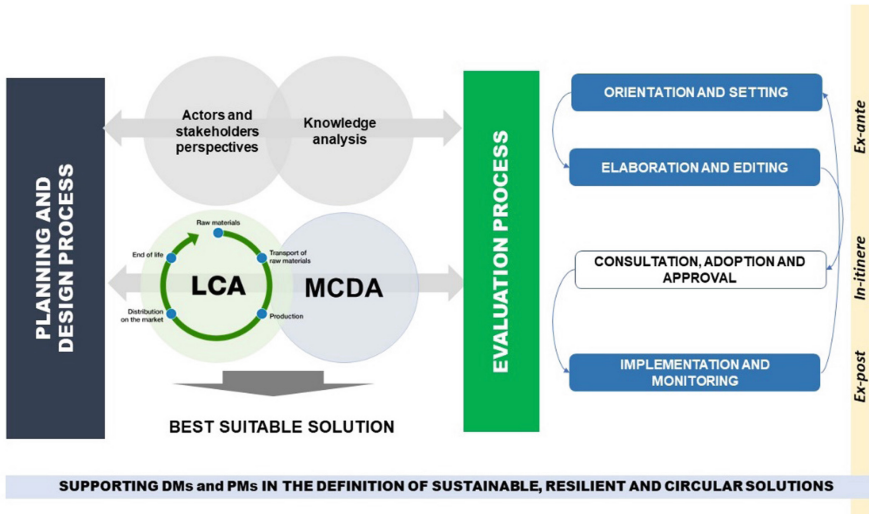 PLANNING AND
DESIGN PROCESS
Actors and
stakeholders
perspectives
Knowledge
analysis
Raw materials
End of life
Transport of
raw materials
LCA
Distribution
on the market
Production
MCDA
BEST SUITABLE SOLUTION
EVALUATION PROCESS
ORIENTATION AND SETTING
ELABORATION AND EDITING
CONSULTATION, ADOPTION AND
APPROVAL
IMPLEMENTATION AND
MONITORING
Ex-ante
In-itinere
Ex-post
SUPPORTING DMs and PMs IN THE DEFINITION OF SUSTAINABLE, RESILIENT AND CIRCULAR SOLUTIONS